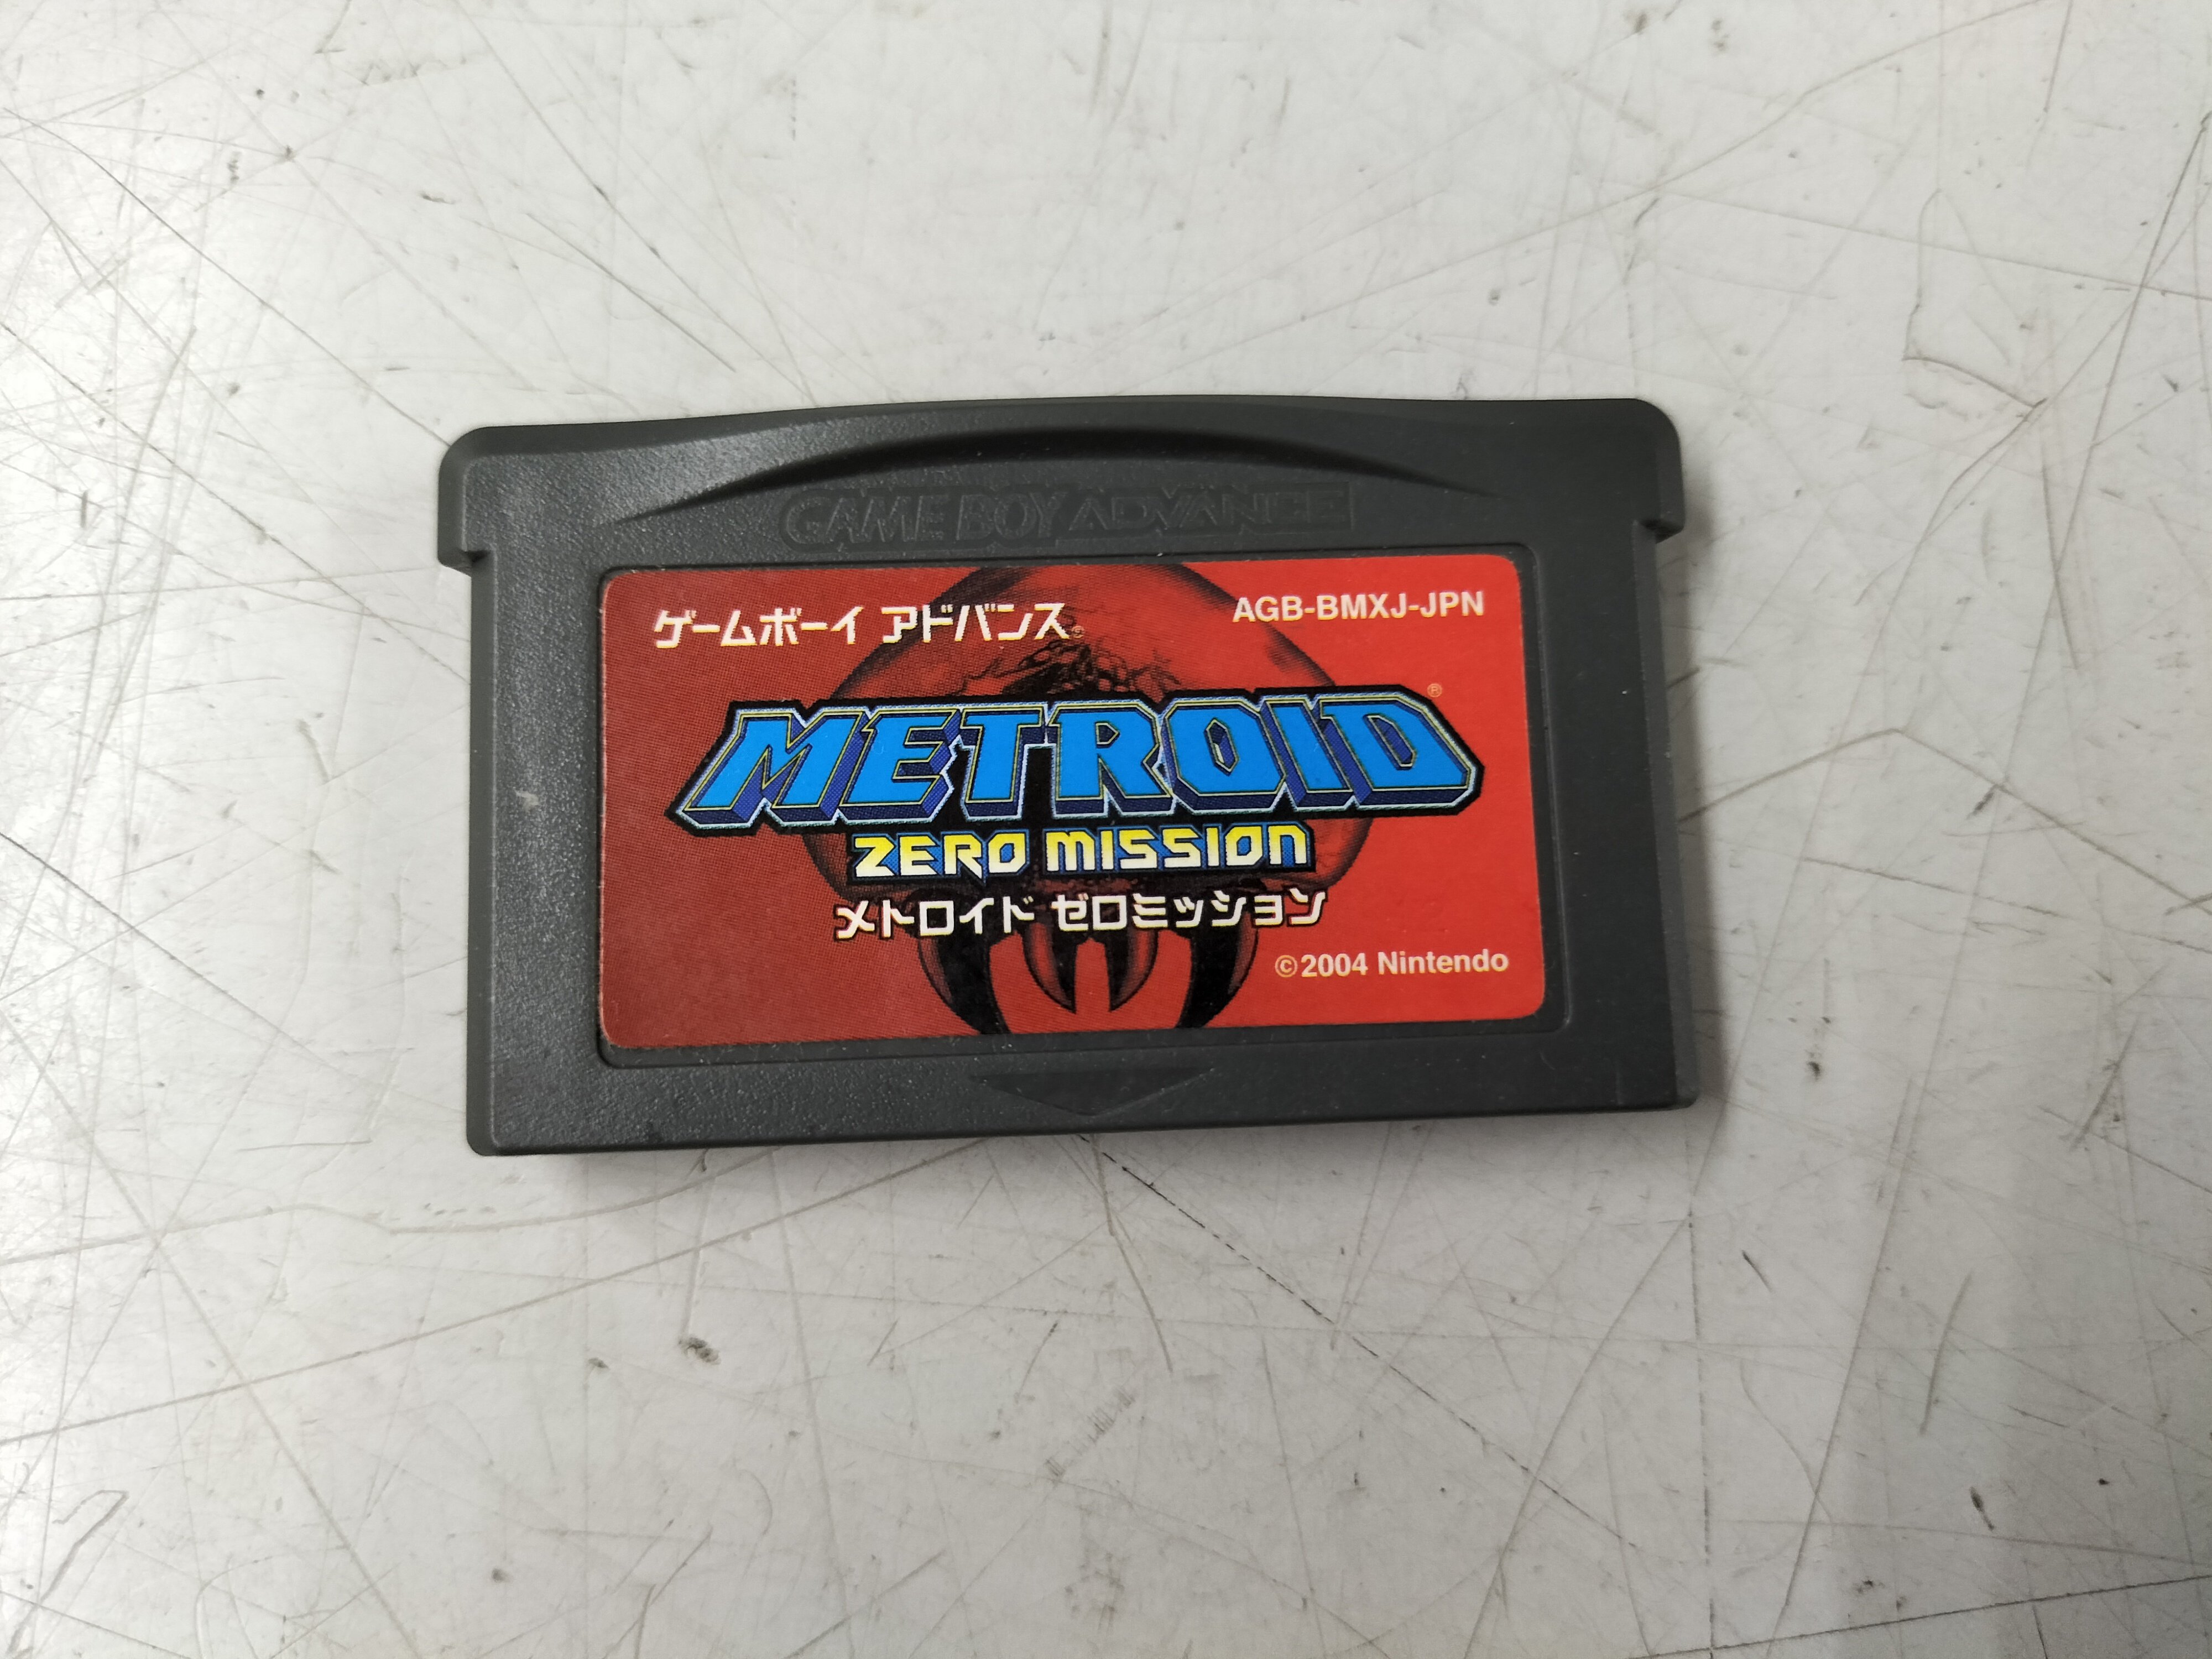 GAME BOY ADVANCE
ゲームボーイ アドバンス®
AGB-BMXJ-JPN
METROID®
ZERO MISSION
メトロイド ゼロミッション
©2004 Nintendo